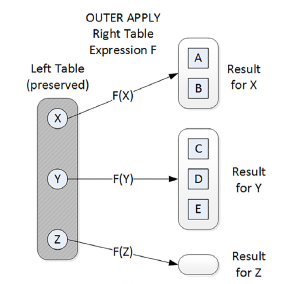 OUTER APPLY
Right Table
Expression F
Left Table
(preserved)
X
Y
Z
F(X)
F(Y)
F(Z)
A
B
Result
for X
C
D
E
Result
for Y
Result
for Z